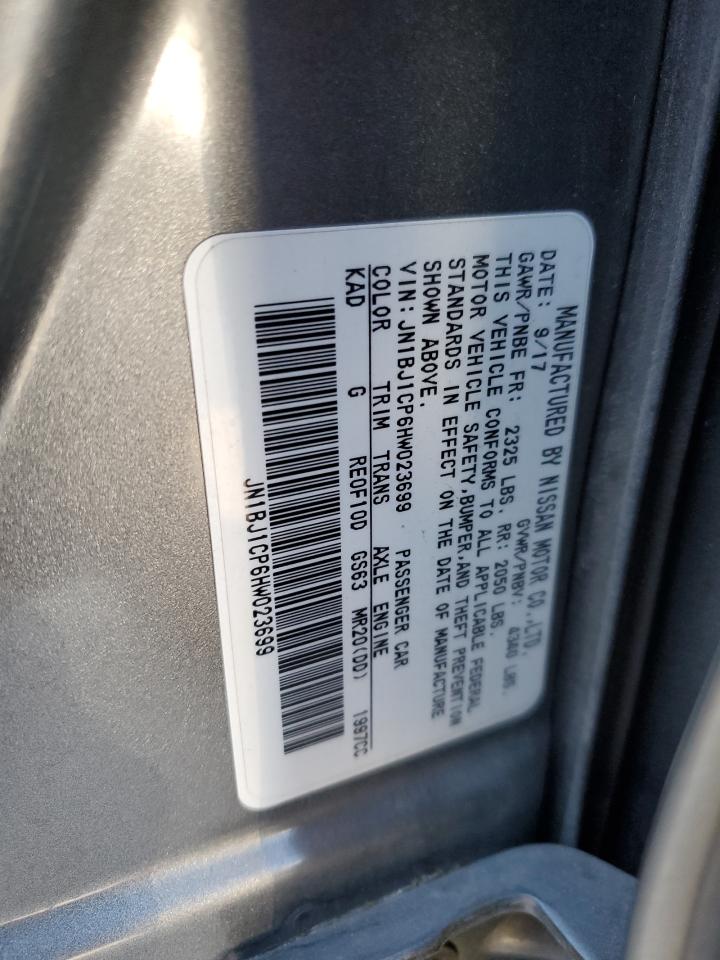 MANUFACTURED BY NISSAN MOTOR CO.,LTD.
DATE: 9/17 GVWR/PNBV: LBS.
GAWR/PNBE FR: 2325 LBS. RR: 2050 LBS.
THIS VEHICLE CONFORMS TO ALL APPLICABLE FEDERAL
MOTOR VEHICLE SAFETY,BUMPER,AND THEFT PREVENTION
STANDARDS IN EFFECT ON THE DATE OF MANUFACTURE
SHOWN ABOVE.
VIN:JN1BJ1CP6HW023699 PASSENGER CAR
COLOR TRIM TRANS AXLE ENGINE
KAD G RE0F10D GS63 MR20(DD) 1997CC
JN1BJ1CP6HW023699